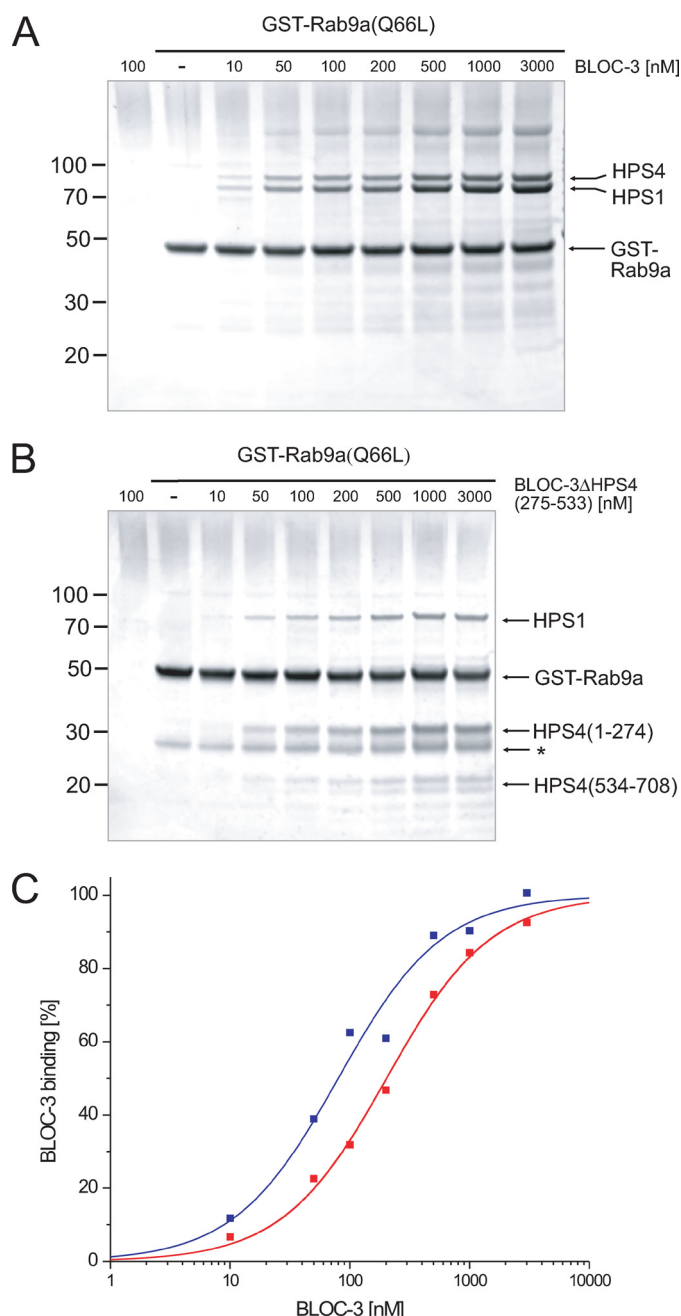 A
GST-Rab9a(Q66L)
100 - 10 50 100 200 500 1000 3000 BLOC-3 [nM]
100
70
50
30
20
HPS4
HPS1
GST-
Rab9a
B
GST-Rab9a(Q66L)
100 - 10 50 100 200 500 1000 3000
BLOC-3ΔHPS4
(275-533) [nM]
100
70
50
30
20
HPS1
GST-Rab9a
HPS4(1-274)
*
HPS4(534-708)
C
BLOC-3 binding [%]
100
80
60
40
20
0
1 10 100 1000 10000
BLOC-3 [nM]